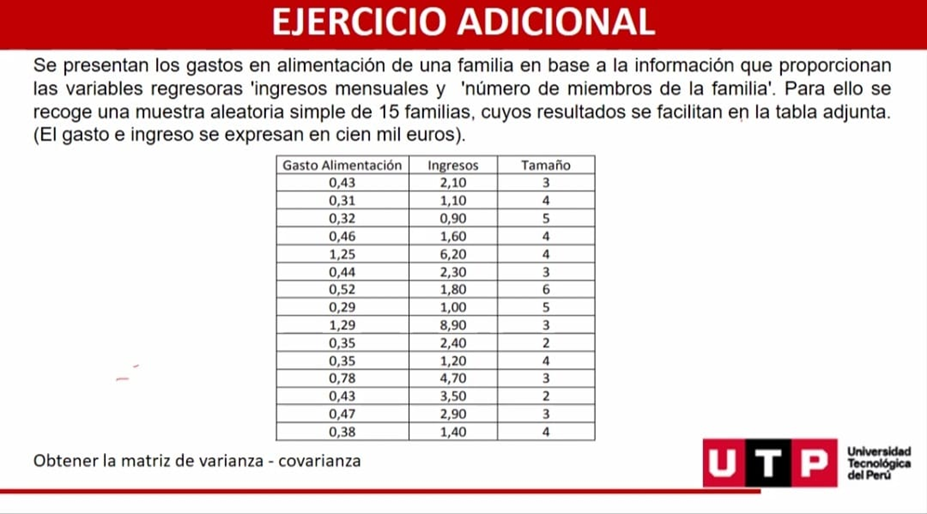 EJERCICIO ADICIONAL
Se presentan los gastos en alimentación de una familia en base a la información que proporcionan
las variables regresoras 'ingresos mensuales y 'número de miembros de la familia'. Para ello se
recoge una muestra aleatoria simple de 15 familias, cuyos resultados se facilitan en la tabla adjunta.
(El gasto e ingreso se expresan en cien mil euros).
Gasto Alimentación Ingresos Tamaño
0,43 2,10 3
0,31 1,10 4
0,32 0,90 5
0,46 1,60 4
1,25 6,20 4
0,44 2,30 3
0,52 1,80 6
0,29 1,00 5
1,29 8,90 3
0,35 2,40 2
0,35 1,20 4
0,78 4,70 3
0,43 3,50 2
0,47 2,90 3
0,38 1,40 4
Obtener la matriz de varianza - covarianza
UTP
Universidad
Tecnológica
del Perú